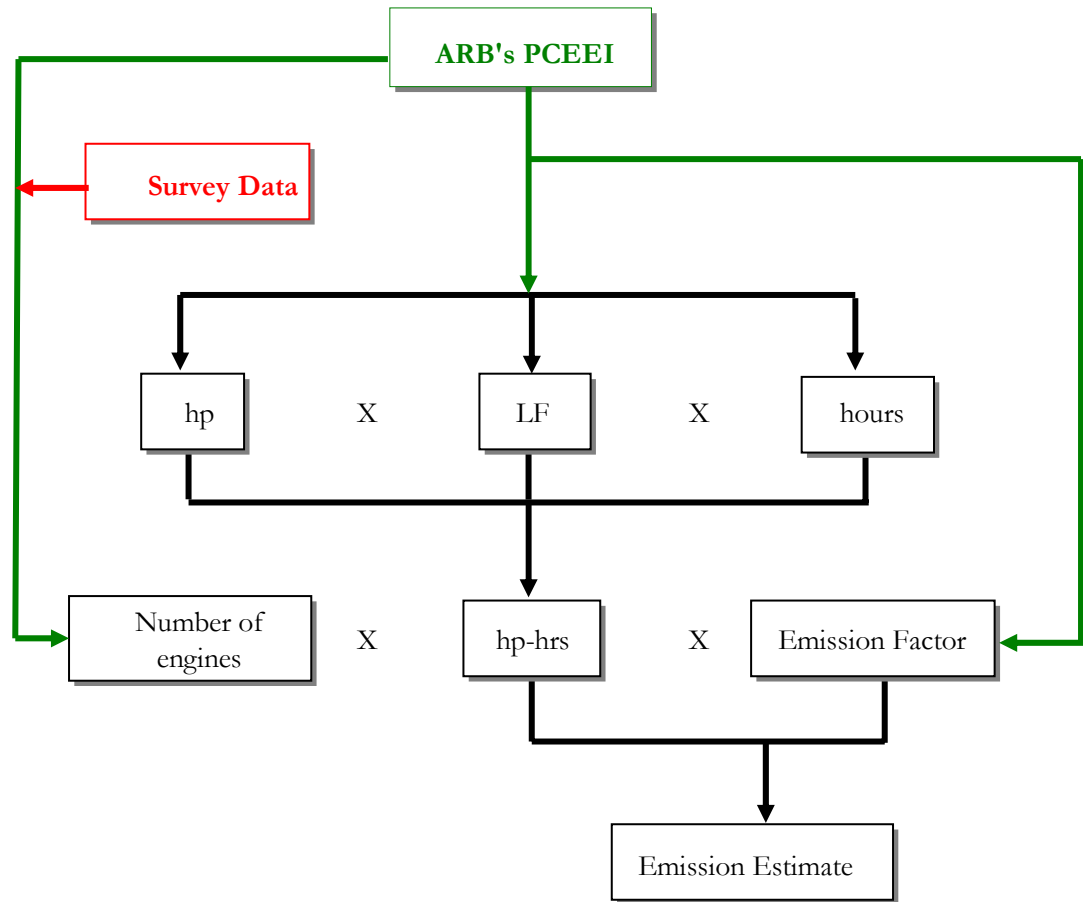 ARB's PCEEI
Survey Data
hp X LF X hours
Number of
engines
X hp-hrs X Emission Factor
Emission Estimate